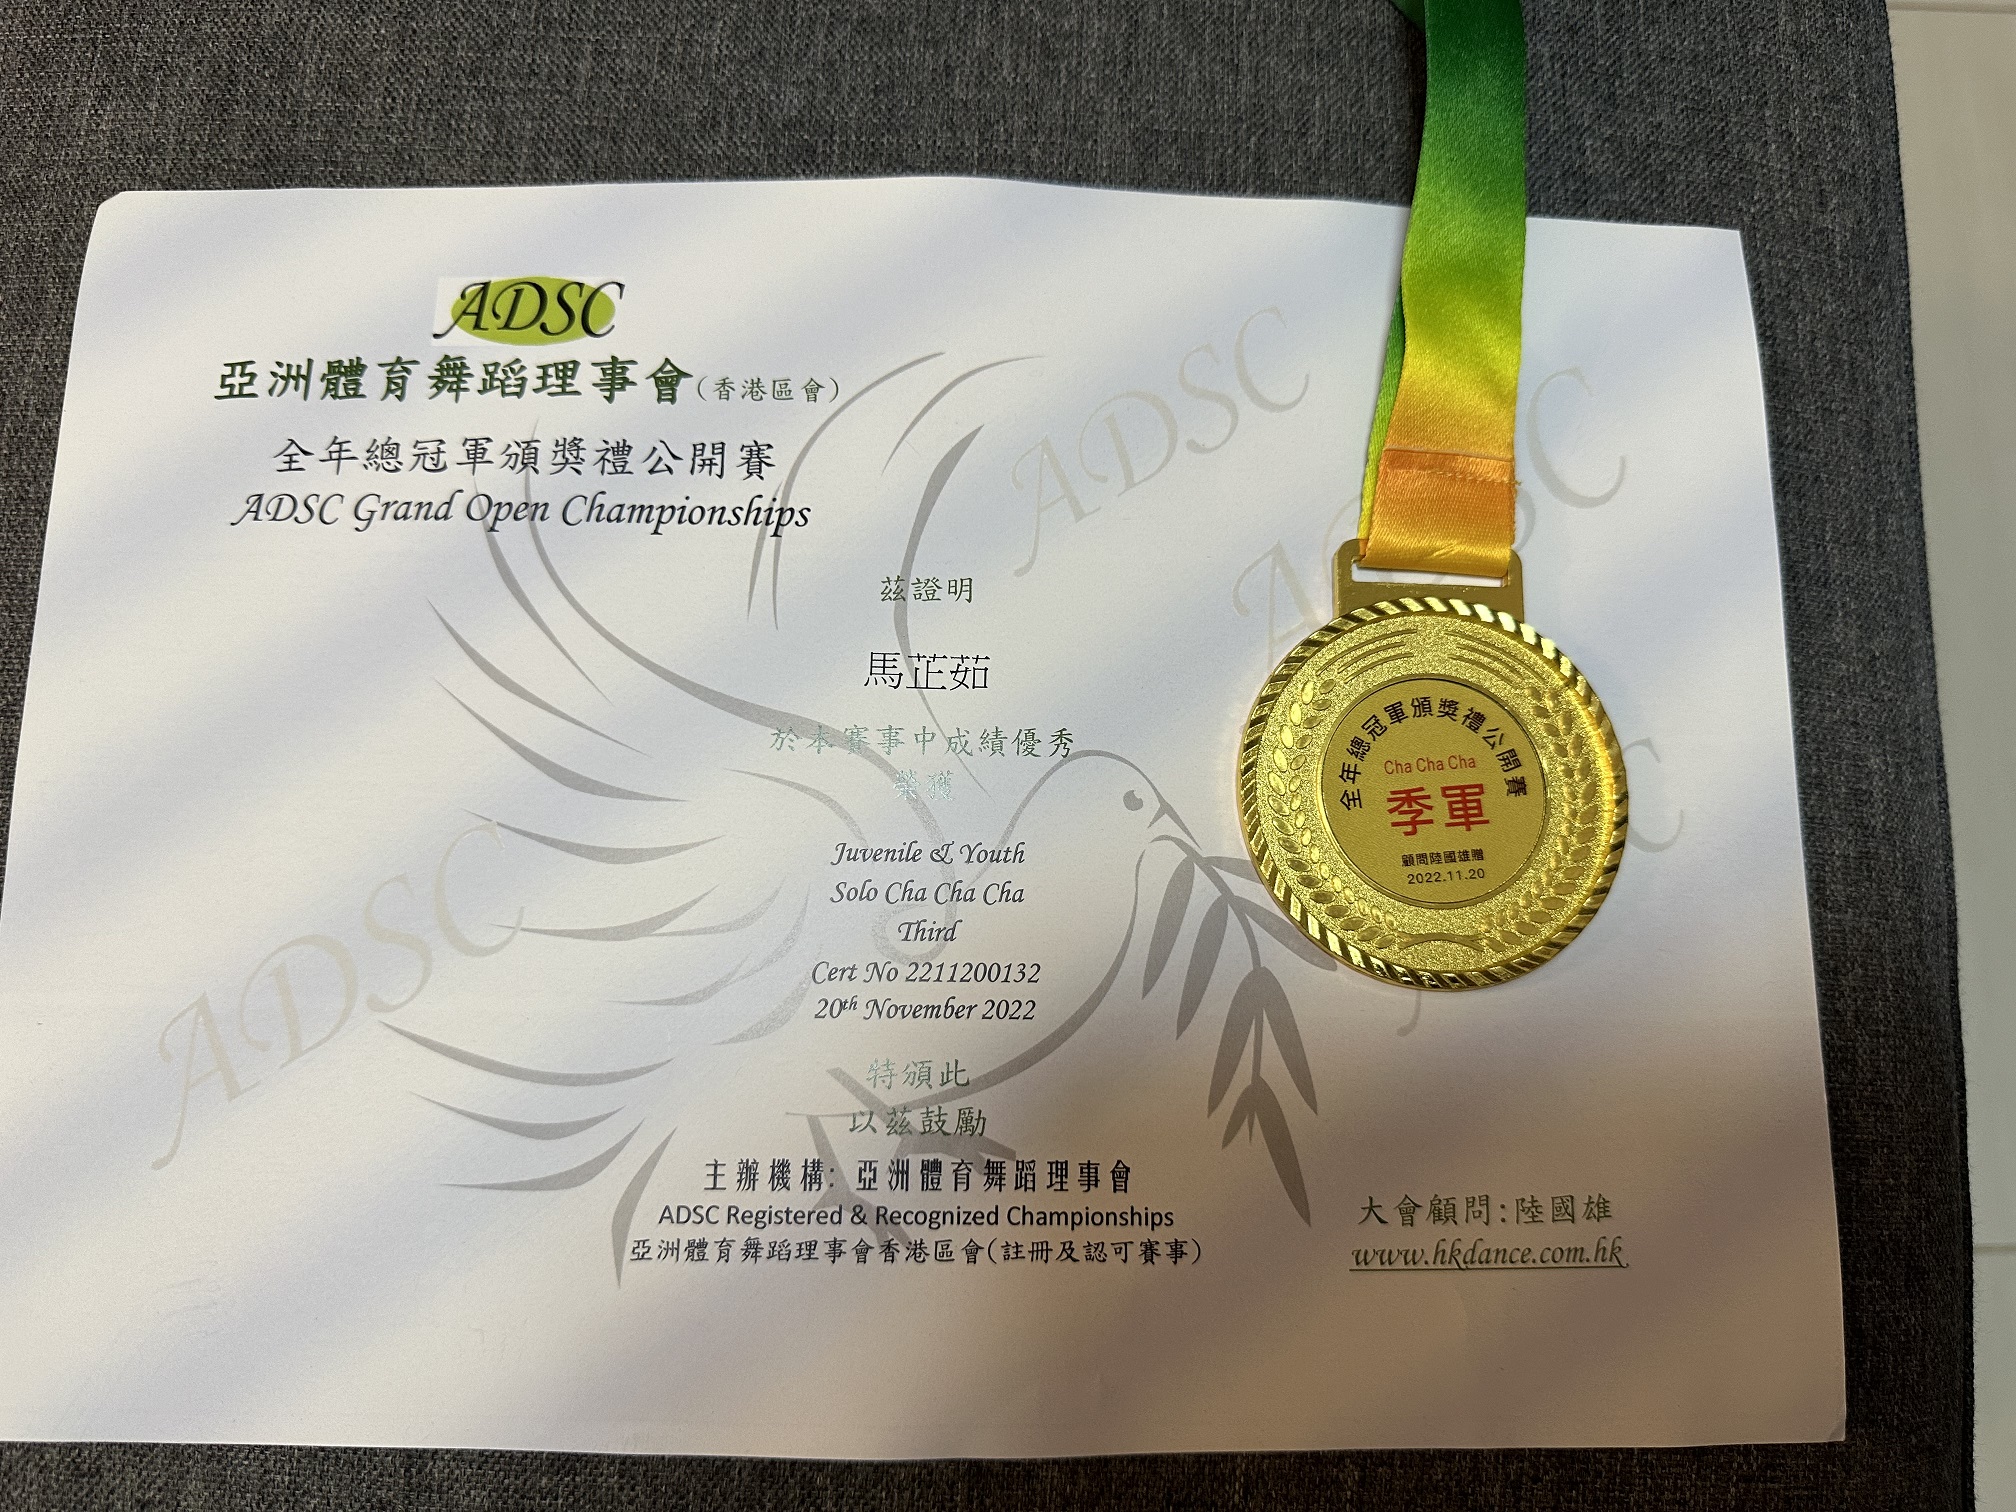 ADSC
亞洲體育舞蹈理事會(香港區會)
全年總冠軍頒獎禮公開賽
ADSC Grand Open Championships
茲證明
馬芷茹
於本賽事中成績優秀
榮獲
Juvenile & Youth
Solo Cha Cha Cha
Third
Cert No 2211200132
20th November 2022
特頒此
以茲鼓勵
主辦機構: 亞洲體育舞蹈理事會
ADSC Registered & Recognized Championships
亞洲體育舞蹈理事會香港區會(註冊及認可賽事)
大會顧問:陸國雄
www.hkdance.com.hk
全年總冠軍頒獎禮公開賽
Cha Cha Cha
季軍
顧問陸國雄贈
2022.11.20
ADSC
ADSC
ADSC